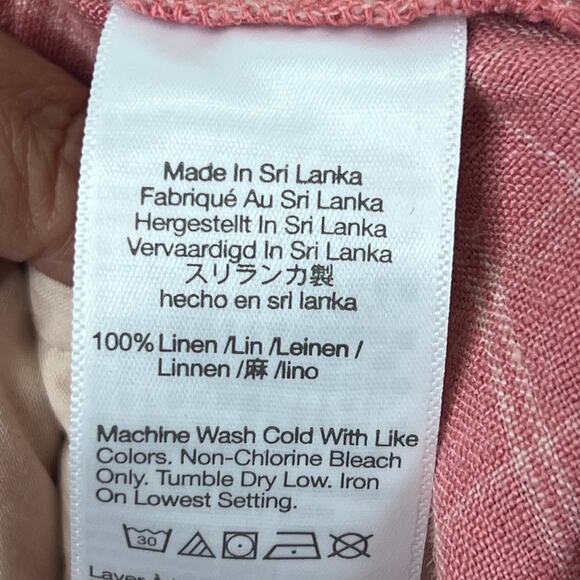 Made In Sri Lanka
Fabriqué Au Sri Lanka
Hergestellt In Sri Lanka
Vervaardigd In Sri Lanka
スリランカ製
hecho en sri lanka
100% Linen /Lin /Leinen /
Linnen /麻 /lino
Machine Wash Cold With Like
Colors. Non-Chlorine Bleach
Only. Tumble Dry Low. Iron
On Lowest Setting.
30
Laver À